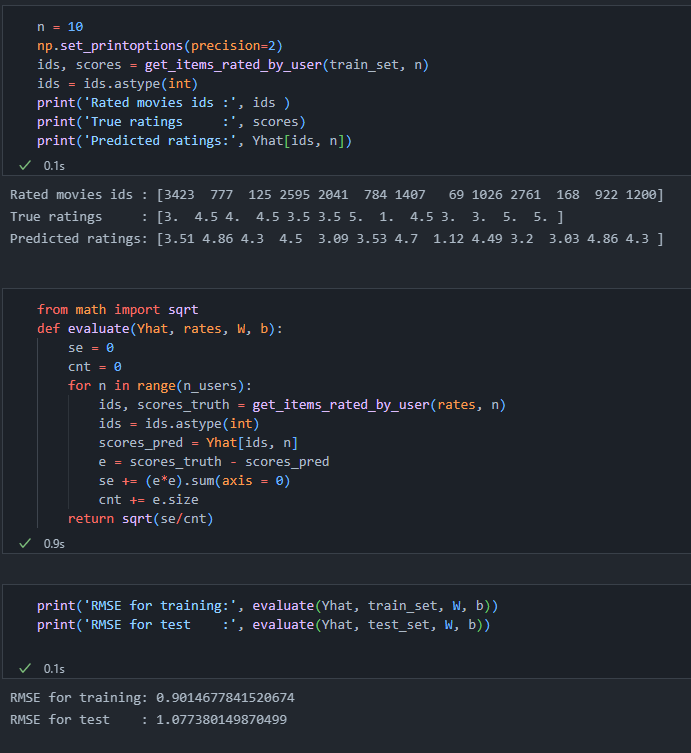 n = 10
np.set_printoptions(precision=2)
ids, scores = get_items_rated_by_user(train_set, n)
ids = ids.astype(int)
print('Rated movies ids :', ids )
print('True ratings     :', scores)
print('Predicted ratings:', Yhat[ids, n])
0.1s
Rated movies ids : [3423  777  125 2595 2041  784 1407   69 1026 2761  168  922 1200]
True ratings     : [3.  4.5 4.  4.5 3.5 3.5 5.  1.  4.5 3.  3.  5.  5. ]
Predicted ratings: [3.51 4.86 4.3  4.5  3.09 3.53 4.7  1.12 4.49 3.2  3.03 4.86 4.3 ]
from math import sqrt
def evaluate(Yhat, rates, W, b):
    se = 0
    cnt = 0
    for n in range(n_users):
        ids, scores_truth = get_items_rated_by_user(rates, n)
        ids = ids.astype(int)
        scores_pred = Yhat[ids, n]
        e = scores_truth - scores_pred
        se += (e*e).sum(axis = 0)
        cnt += e.size
    return sqrt(se/cnt)
0.9s
print('RMSE for training:', evaluate(Yhat, train_set, W, b))
print('RMSE for test    :', evaluate(Yhat, test_set, W, b))
0.1s
RMSE for training: 0.9014677841520674
RMSE for test    : 1.077380149870499